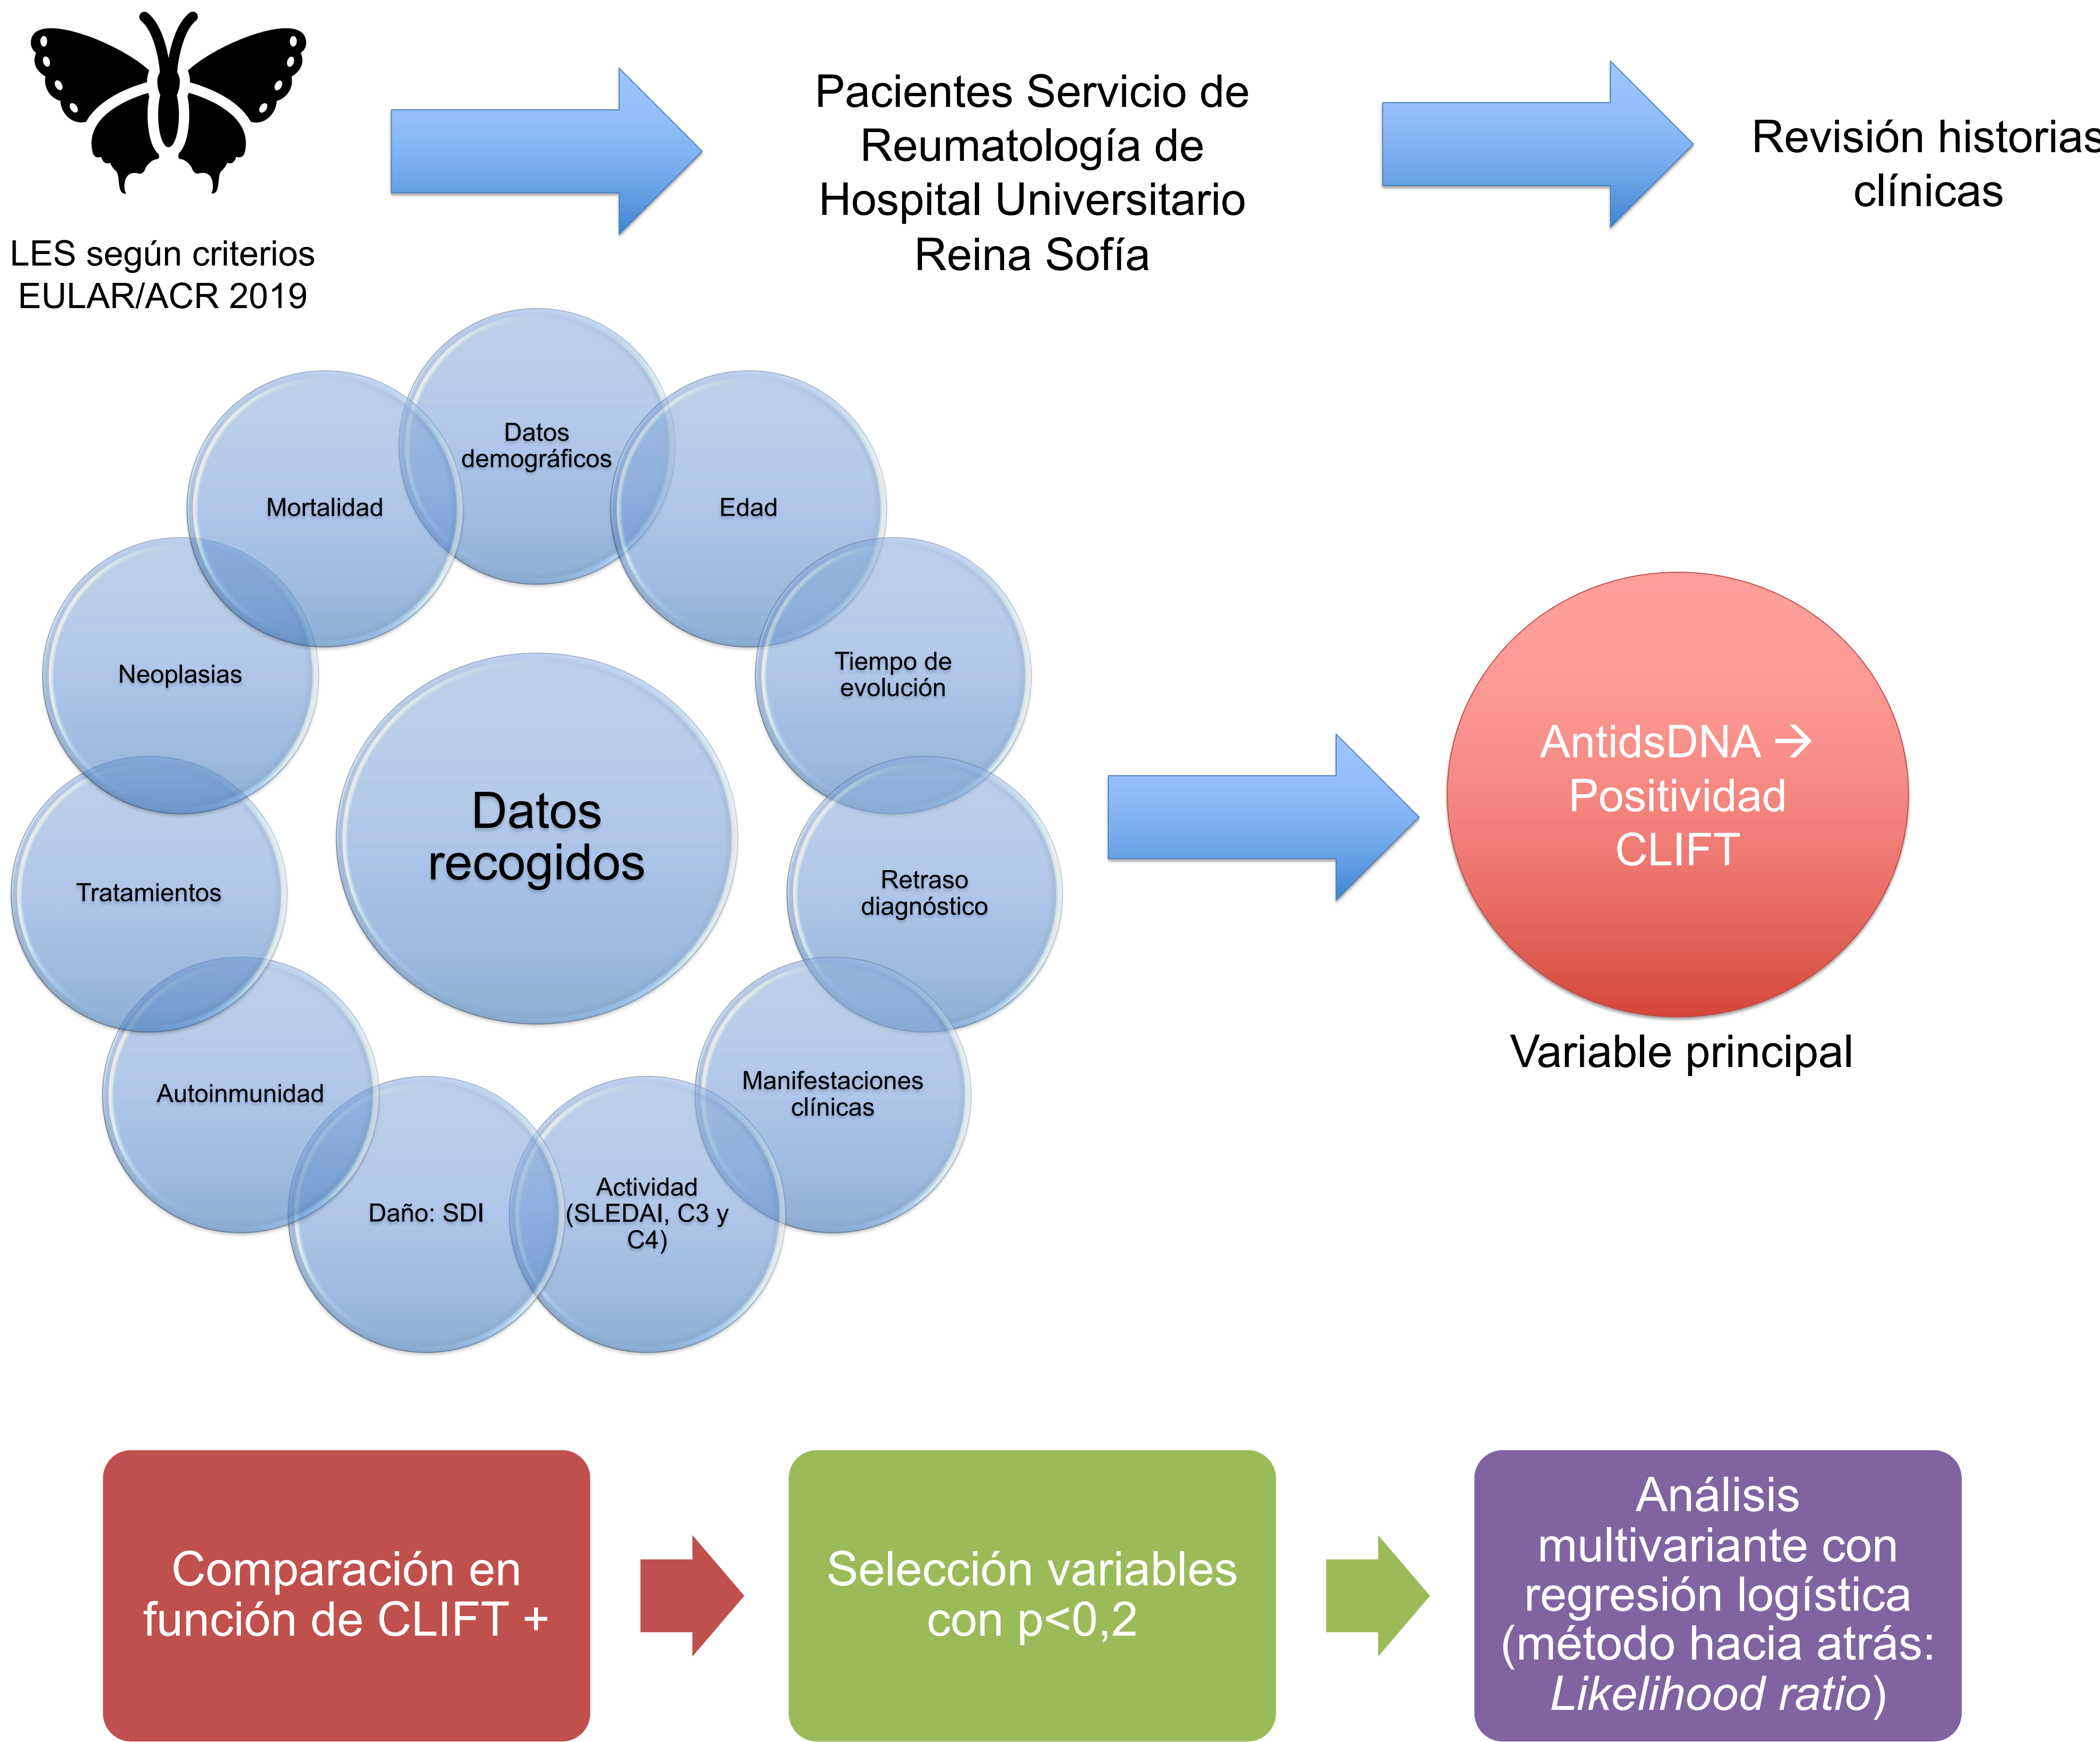 LES según criterios
EULAR/ACR 2019
Pacientes Servicio de
Reumatología de
Hospital Universitario
Reina Sofía
Revisión historias
clínicas
Datos
demográficos
Edad
Tiempo de
evolución
Retraso
diagnóstico
Manifestaciones
clínicas
Actividad
(SLEDAI, C3 y
C4)
Daño: SDI
Autoinmunidad
Tratamientos
Neoplasias
Mortalidad
Datos
recogidos
AntidsDNA →
Positividad
CLIFT
Variable principal
Comparación en
función de CLIFT +
Selección variables
con p<0,2
Análisis
multivariante con
regresión logística
(método hacia atrás:
Likelihood ratio)